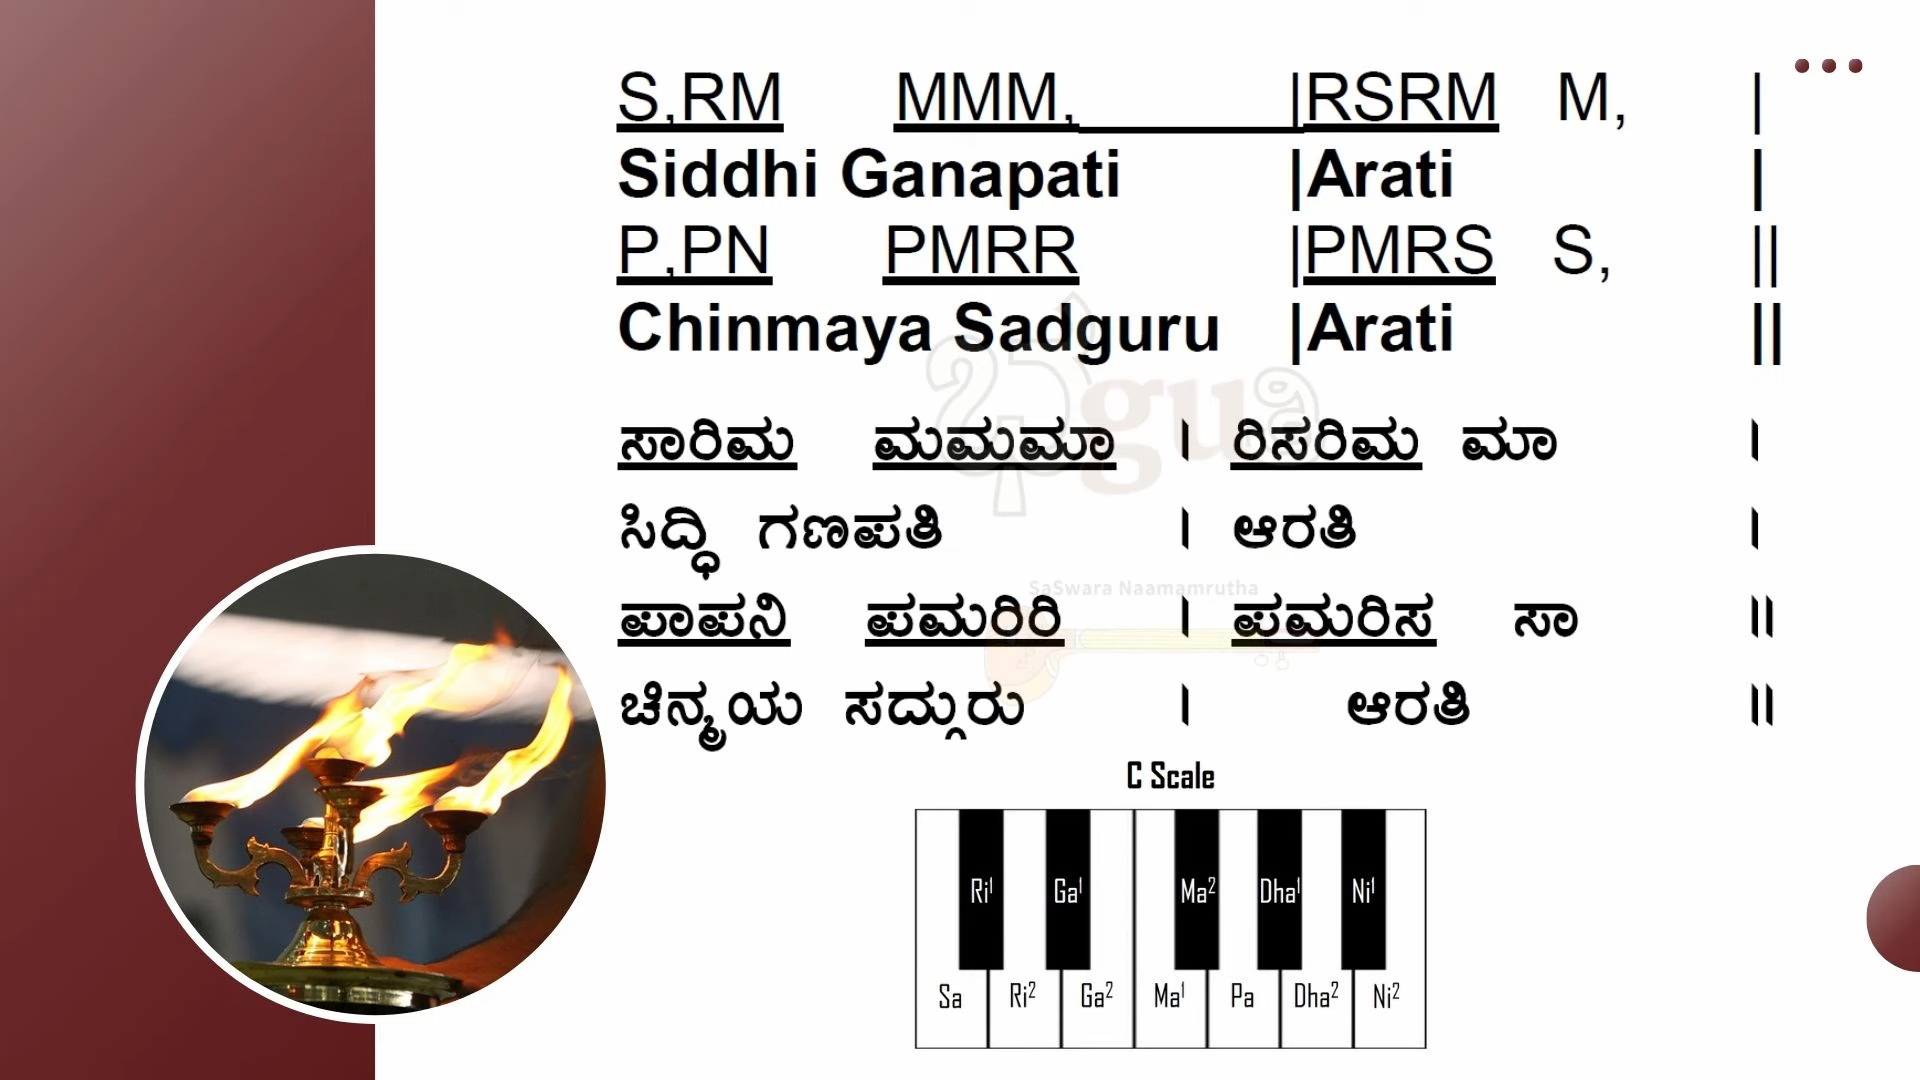 S,RM MMM, |RSRM M, |
Siddhi Ganapati |Arati |
P,PN PMRR |PMRS S, ||
Chinmaya Sadguru |Arati ||
ಸಾರಿಮ ಮಮಮಾ | ರಿಸರಿಮ ಮಾ |
ಸಿದ್ಧಿ ಗಣಪತಿ | ಆರತಿ |
ಪಾಪನಿ ಪಮರಿರಿ | ಪಮರಿಸ ಸಾ ||
ಚಿನ್ಮಯ ಸದ್ಗುರು | ಆರತಿ ||
SaSwara Naamamrutha
C Scale
Ri¹ Ga¹ Ma² Dha¹ Ni¹
Sa Ri² Ga² Ma¹ Pa Dha² Ni²